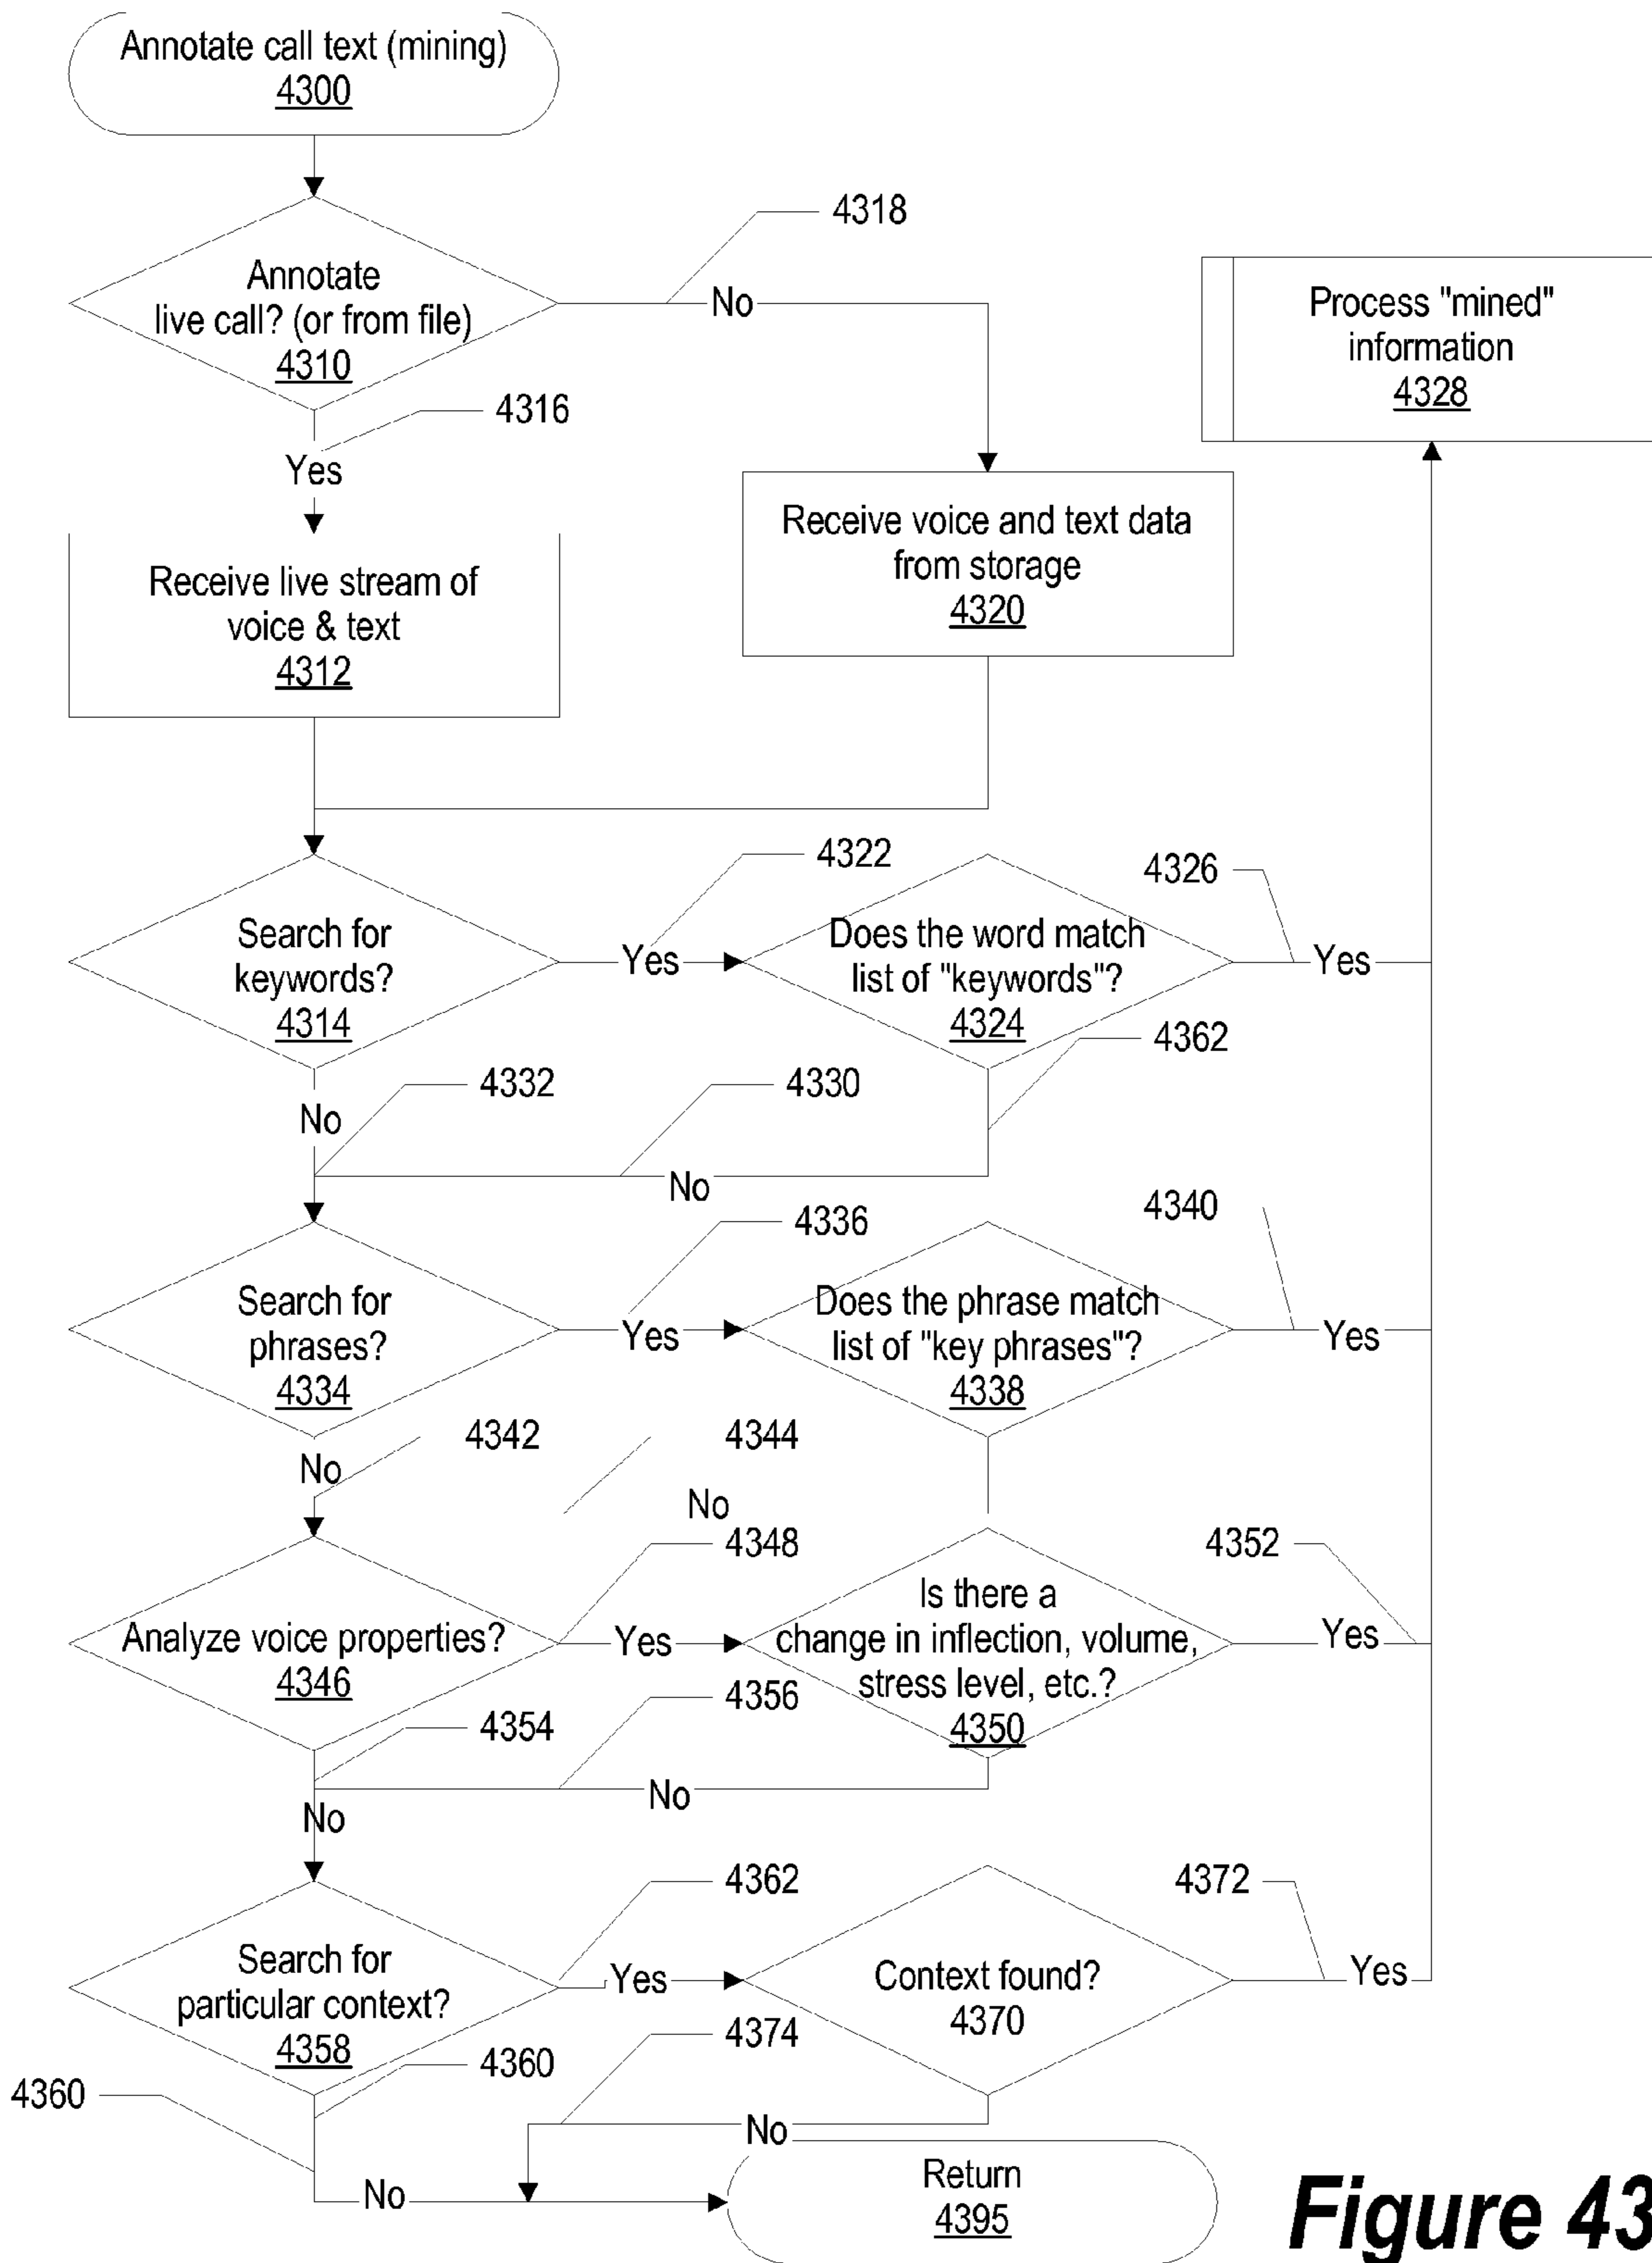 Annotate call text (mining)
4300
4318
Annotate
live call? (or from file)
4310
No
Process "mined"
information
4328
4316
Yes
Receive voice and text data
from storage
4320
Receive live stream of
voice & text
4312
4322
4326
Search for
keywords?
4314
Yes
Does the word match
list of "keywords"?
4324
Yes
4362
4332
4330
No
No
4336
4340
Search for
phrases?
4334
Yes
Does the phrase match
list of "key phrases"?
4338
Yes
4342
4344
No
No
4348
4352
Analyze voice properties?
4346
Yes
Is there a
change in inflection, volume,
stress level, etc.?
4350
Yes
4356
4354
No
No
4362
4372
Search for
particular context?
4358
Yes
Context found?
4370
Yes
4374
4360
4360
No
No
Return
4395
Figure 43